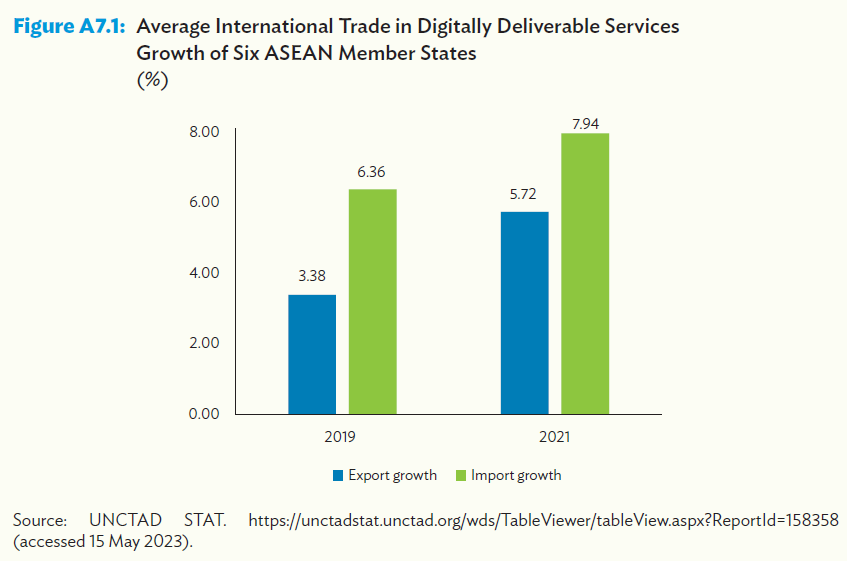 Figure A7.1: Average International Trade in Digitally Deliverable Services
Growth of Six ASEAN Member States
(%)
8.00
6.00
4.00
2.00
0.00
3.38
6.36
5.72
7.94
2019
2021
Export growth
Import growth
Source: UNCTAD STAT. https://unctadstat.unctad.org/wds/TableViewer/tableView.aspx?ReportId=158358
(accessed 15 May 2023).